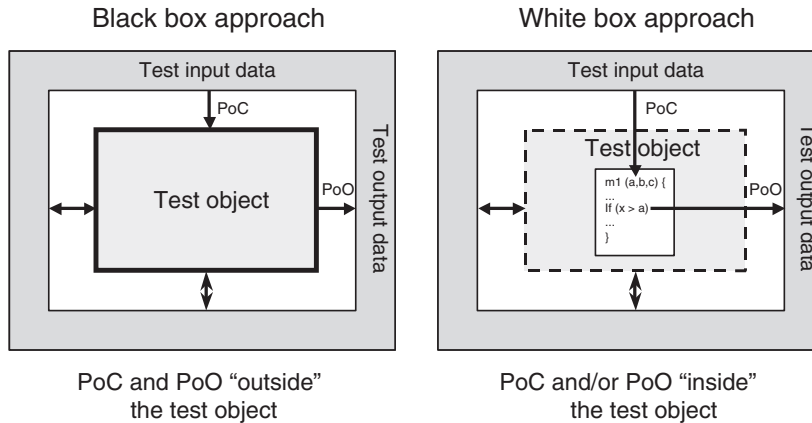 Black box approach
Test input data
PoC
Test object
PoO
Test output data
PoC and PoO “outside”
the test object
White box approach
Test input data
PoC
Test object
m1 (a,b,c) {
...
If (x > a)
...
}
PoO
Test output data
PoC and/or PoO “inside”
the test object